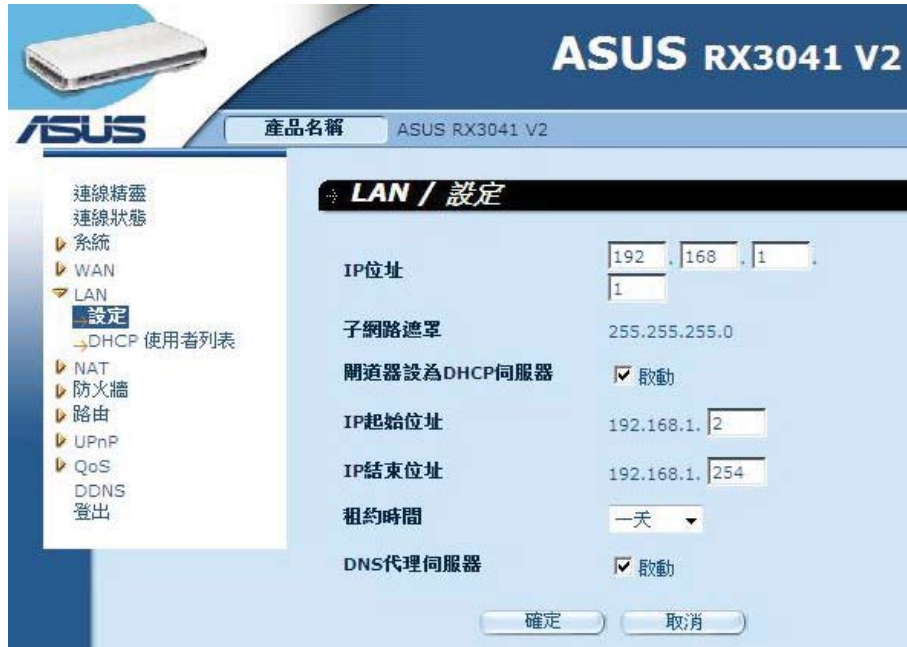 ASUS RX3041 V2
ASUS
產品名稱 ASUS RX3041 V2
連線精靈
連線狀態
系統
WAN
LAN
→設定
→DHCP 使用者列表
NAT
防火牆
路由
UPnP
QoS
DDNS
登出
LAN / 設定
IP位址 192 . 168 . 1 .
1
子網路遮罩 255.255.255.0
閘道器設為DHCP伺服器 啟動
IP起始位址 192.168.1. 2
IP結束位址 192.168.1. 254
租約時間 一天
DNS代理伺服器 啟動
確定 取消